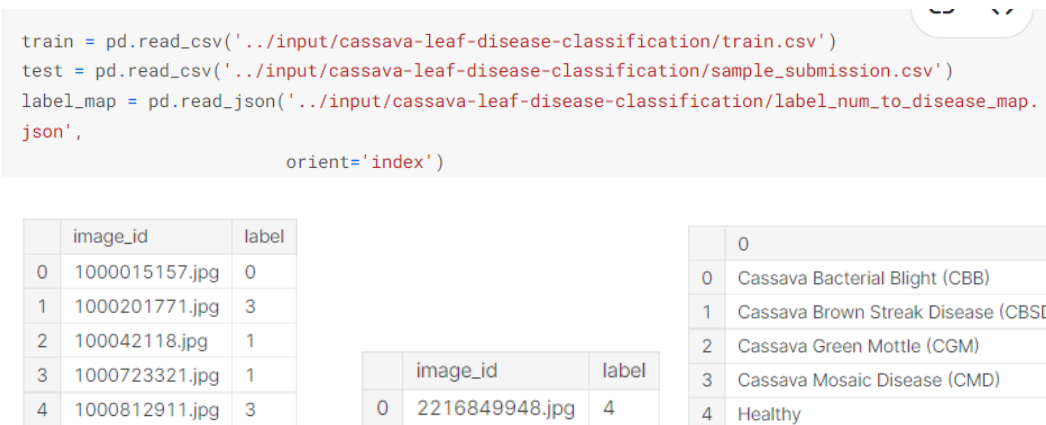 train = pd.read_csv('../input/cassava-leaf-disease-classification/train.csv')
test = pd.read_csv('../input/cassava-leaf-disease-classification/sample_submission.csv')
label_map = pd.read_json('../input/cassava-leaf-disease-classification/label_num_to_disease_map.
json',
orient='index')
image_id label
0 1000015157.jpg 0
1 1000201771.jpg 3
2 100042118.jpg 1
3 1000723321.jpg 1
4 1000812911.jpg 3
image_id label
0 2216849948.jpg 4
0
0 Cassava Bacterial Blight (CBB)
1 Cassava Brown Streak Disease (CBSD
2 Cassava Green Mottle (CGM)
3 Cassava Mosaic Disease (CMD)
4 Healthy